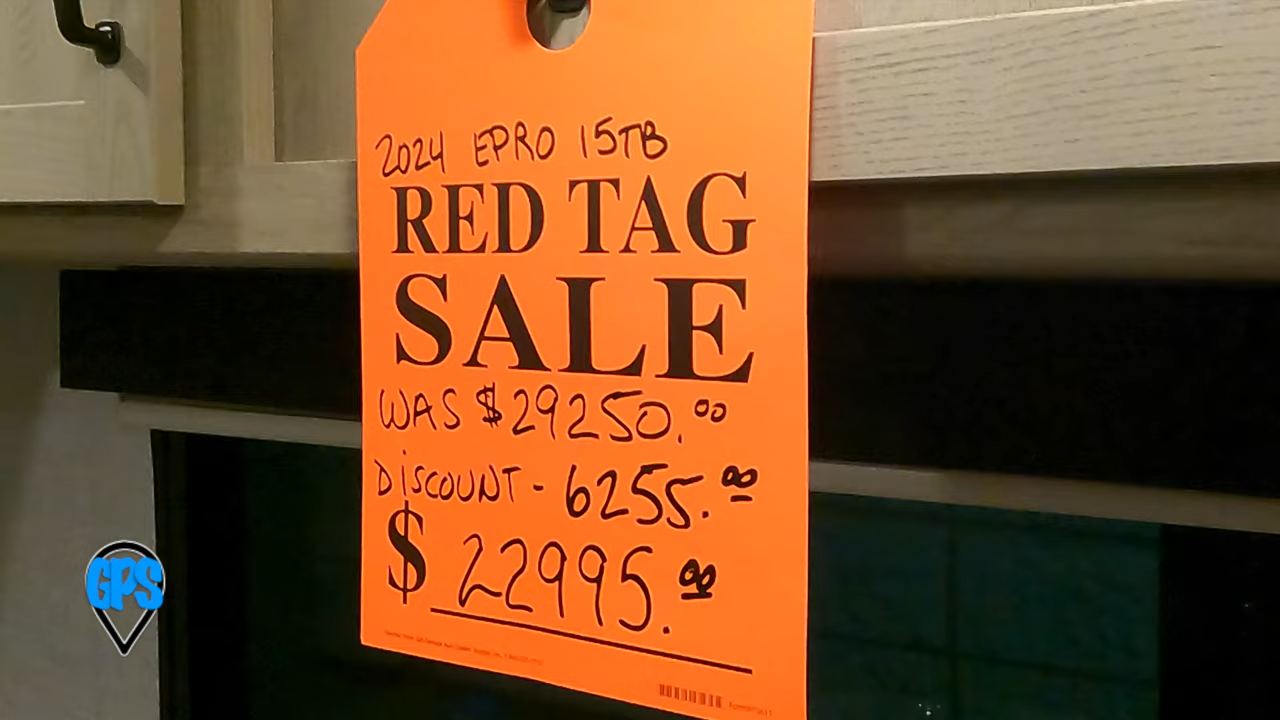 2024 EPRO 15TB
RED TAG
SALE
WAS $29250.00
DISCOUNT - 6255.00
$ 22995.00
GPS